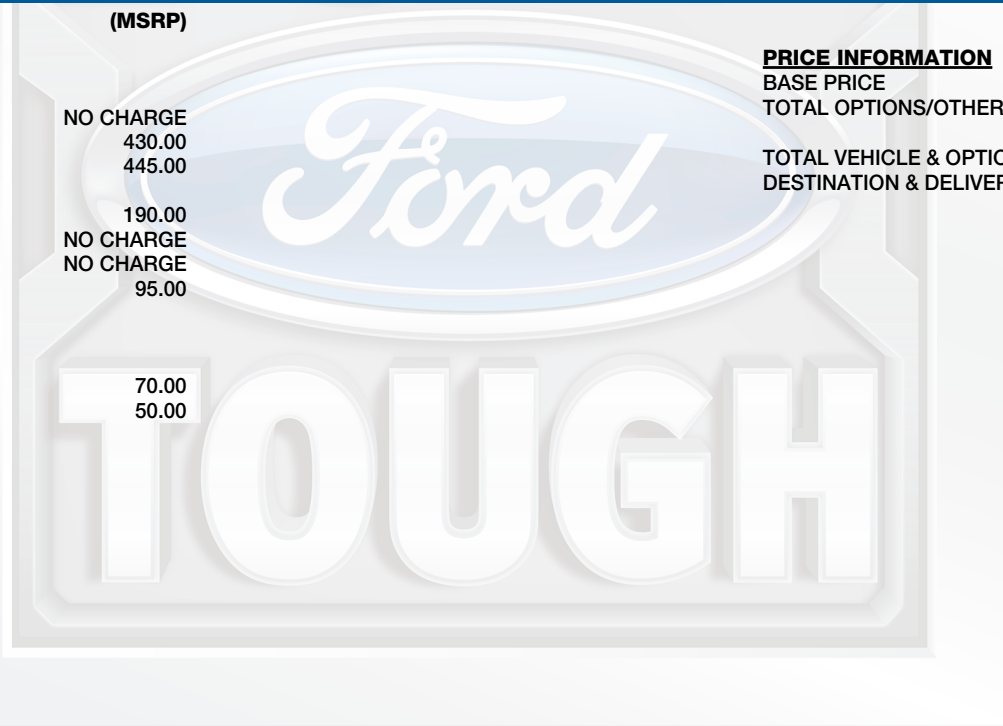 (MSRP)
NO CHARGE
430.00
445.00
190.00
NO CHARGE
NO CHARGE
95.00
70.00
50.00
PRICE INFORMATION
BASE PRICE
TOTAL OPTIONS/OTHER
TOTAL VEHICLE & OPTIO
DESTINATION & DELIVER
Ford
TOUGH